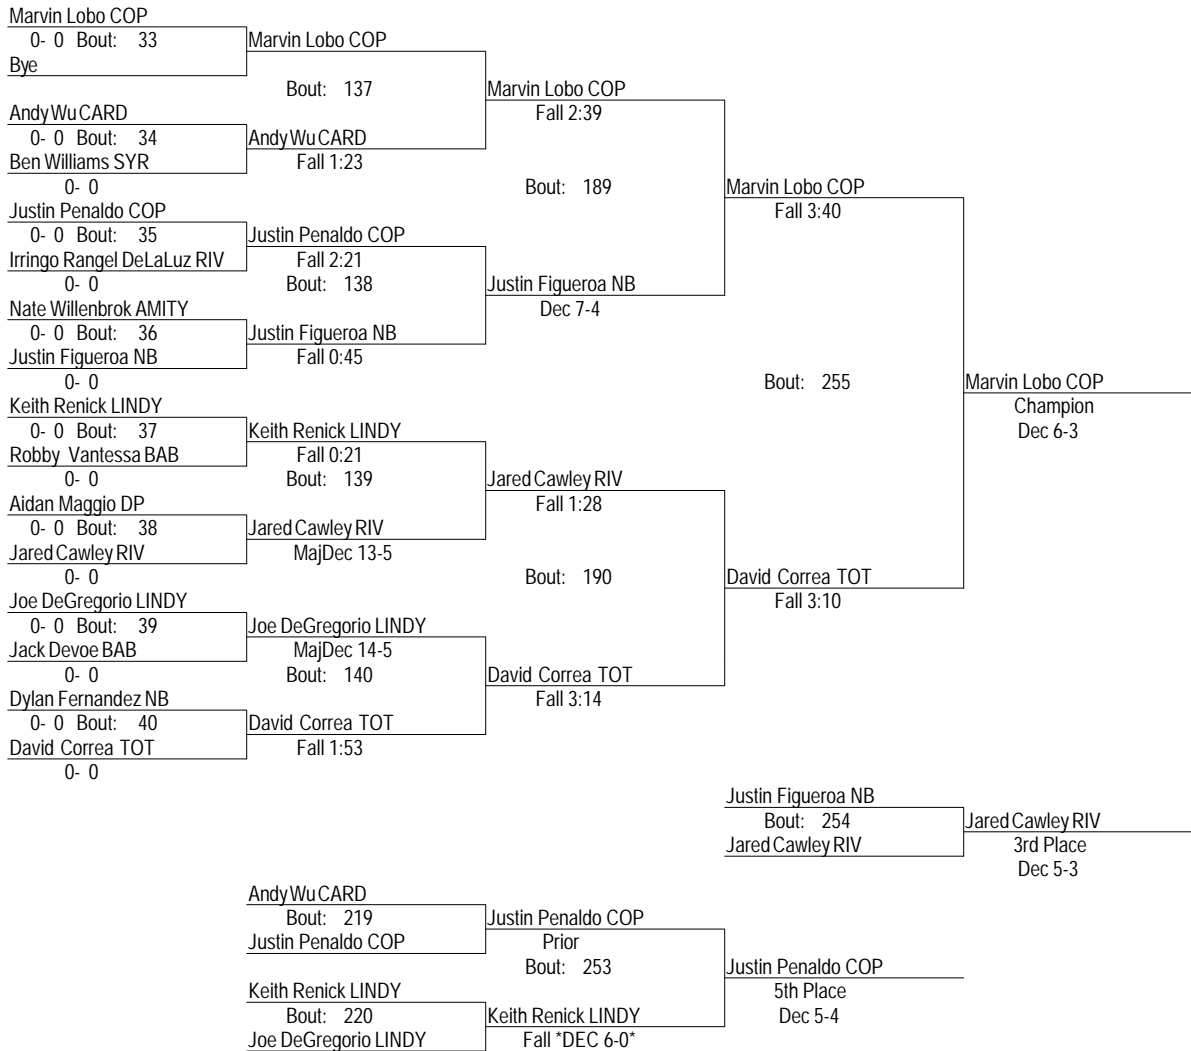 Marvin Lobo COP
0- 0 Bout: 33
Marvin Lobo COP
Bye
Bout: 137
Marvin Lobo COP
Fall 2:39
Andy Wu CARD
0- 0 Bout: 34
Andy Wu CARD
Ben Williams SYR
Fall 1:23
0- 0
Bout: 189
Marvin Lobo COP
Fall 3:40
Justin Penaldo COP
0- 0 Bout: 35
Justin Penaldo COP
Irringo Rangel DeLaLuz RIV
Fall 2:21
0- 0
Bout: 138
Justin Figueroa NB
Dec 7-4
Nate Willenbrok AMITY
0- 0 Bout: 36
Justin Figueroa NB
Justin Figueroa NB
Fall 0:45
0- 0
Bout: 255
Marvin Lobo COP
Champion
Dec 6-3
Keith Renick LINDY
0- 0 Bout: 37
Keith Renick LINDY
Robby Vantessa BAB
Fall 0:21
0- 0
Bout: 139
Jared Cawley RIV
Fall 1:28
Aidan Maggio DP
0- 0 Bout: 38
Jared Cawley RIV
Jared Cawley RIV
MajDec 13-5
0- 0
Bout: 190
David Correa TOT
Fall 3:10
Joe DeGregorio LINDY
0- 0 Bout: 39
Joe DeGregorio LINDY
Jack Devoe BAB
MajDec 14-5
0- 0
Bout: 140
David Correa TOT
Fall 3:14
Dylan Fernandez NB
0- 0 Bout: 40
David Correa TOT
David Correa TOT
Fall 1:53
0- 0
Justin Figueroa NB
Bout: 254
Jared Cawley RIV
Jared Cawley RIV
3rd Place
Dec 5-3
Andy Wu CARD
Bout: 219
Justin Penaldo COP
Justin Penaldo COP
Prior
Bout: 253
Justin Penaldo COP
5th Place
Dec 5-4
Keith Renick LINDY
Bout: 220
Keith Renick LINDY
Joe DeGregorio LINDY
Fall *DEC 6-0*